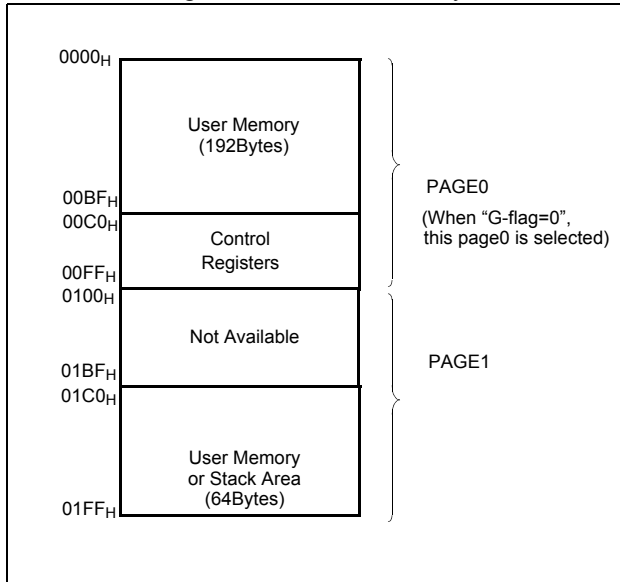 0000H
User Memory
(192Bytes)
00BFH
00C0H
PAGE0
(When “G-flag=0”,
this page0 is selected)
Control
Registers
00FFH
0100H
Not Available
01BFH
01C0H
PAGE1
User Memory
or Stack Area
(64Bytes)
01FFH